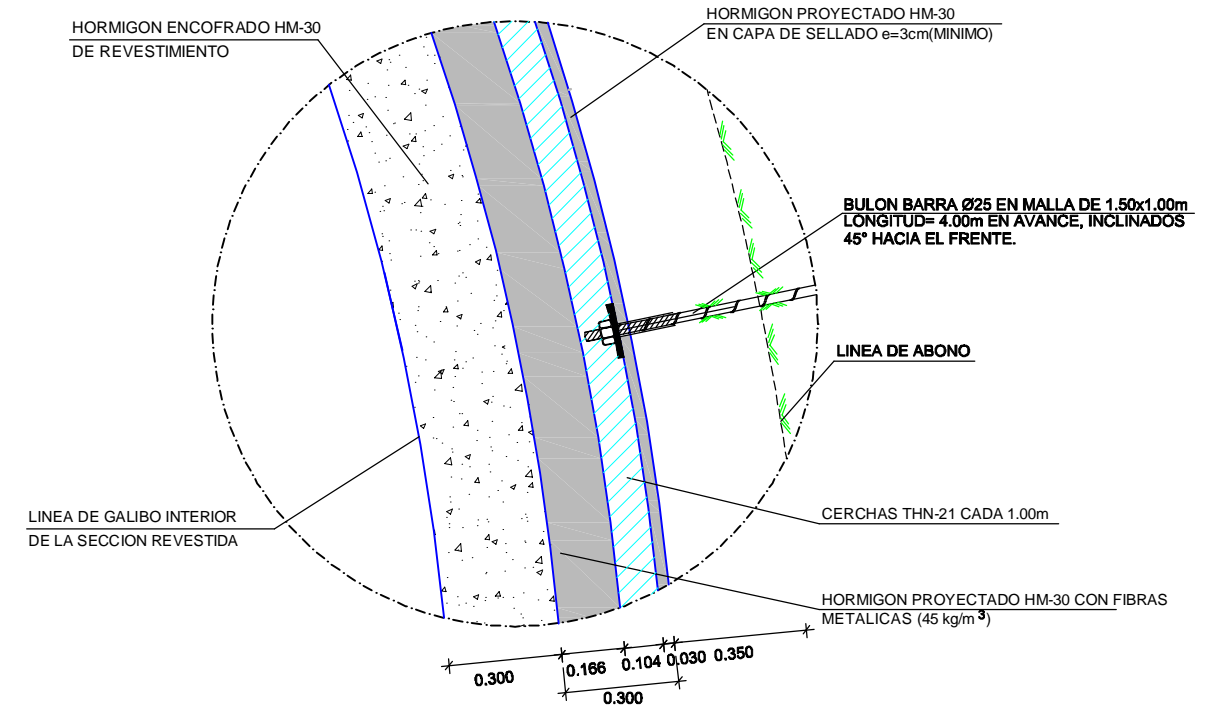 HORMIGON ENCOFRADO HM-30
DE REVESTIMIENTO
HORMIGON PROYECTADO HM-30
EN CAPA DE SELLADO e=3cm(MINIMO)
BULON BARRA Ø25 EN MALLA DE 1.50x1.00m
LONGITUD= 4.00m EN AVANCE, INCLINADOS
45° HACIA EL FRENTE.
LINEA DE ABONO
LINEA DE GALIBO INTERIOR
DE LA SECCION REVESTIDA
CERCHAS THN-21 CADA 1.00m
HORMIGON PROYECTADO HM-30 CON FIBRAS
METALICAS (45 kg/m³)
0.300 0.166 0.104 0.030 0.350
0.300